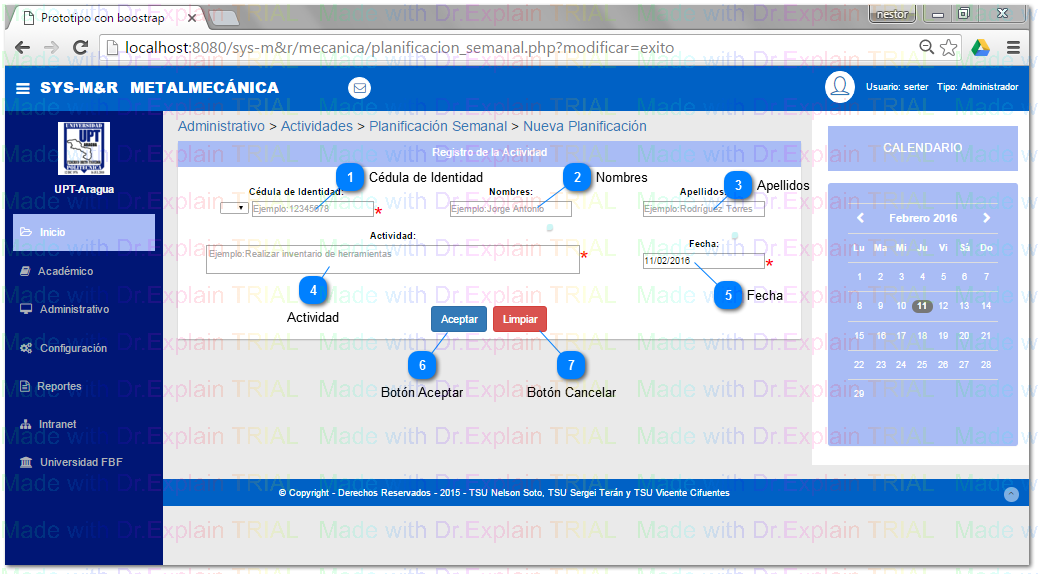 Prototipo con boostrap
nestor
localhost:8080/sys-m&r/mecanica/planificacion_semanal.php?modificar=exito
SYS-M&R METALMECÁNICA
Usuario: serter Tipo: Administrador
UNIVERSIDAD
UPT
Aragua
POLITECNICA
UPT-Aragua
Inicio
Académico
Administrativo
Configuración
Reportes
Intranet
Universidad FBF
Administrativo > Actividades > Planificación Semanal > Nueva Planificación
Registro de la Actividad
1 Cédula de Identidad
2 Nombres
3 Apellidos
Cédula de Identidad:
Nombres:
Apellidos:
Ejemplo:12345678 *
Ejemplo:Jorge Antonio
Ejemplo:Rodríguez Torres
Actividad:
Fecha:
Ejemplo:Realizar inventario de herramientas *
11/02/2016 *
4
Actividad
5 Fecha
Aceptar Limpiar
6
Botón Aceptar
7
Botón Cancelar
CALENDARIO
Febrero 2016
Lu Ma Mi Ju Vi Sá Do
1 2 3 4 5 6 7
8 9 10 11 12 13 14
15 16 17 18 19 20 21
22 23 24 25 26 27 28
29
© Copyright - Derechos Reservados - 2015 - TSU Nelson Soto, TSU Sergei Terán y TSU Vicente Cifuentes
Made with Dr.Explain TRIAL